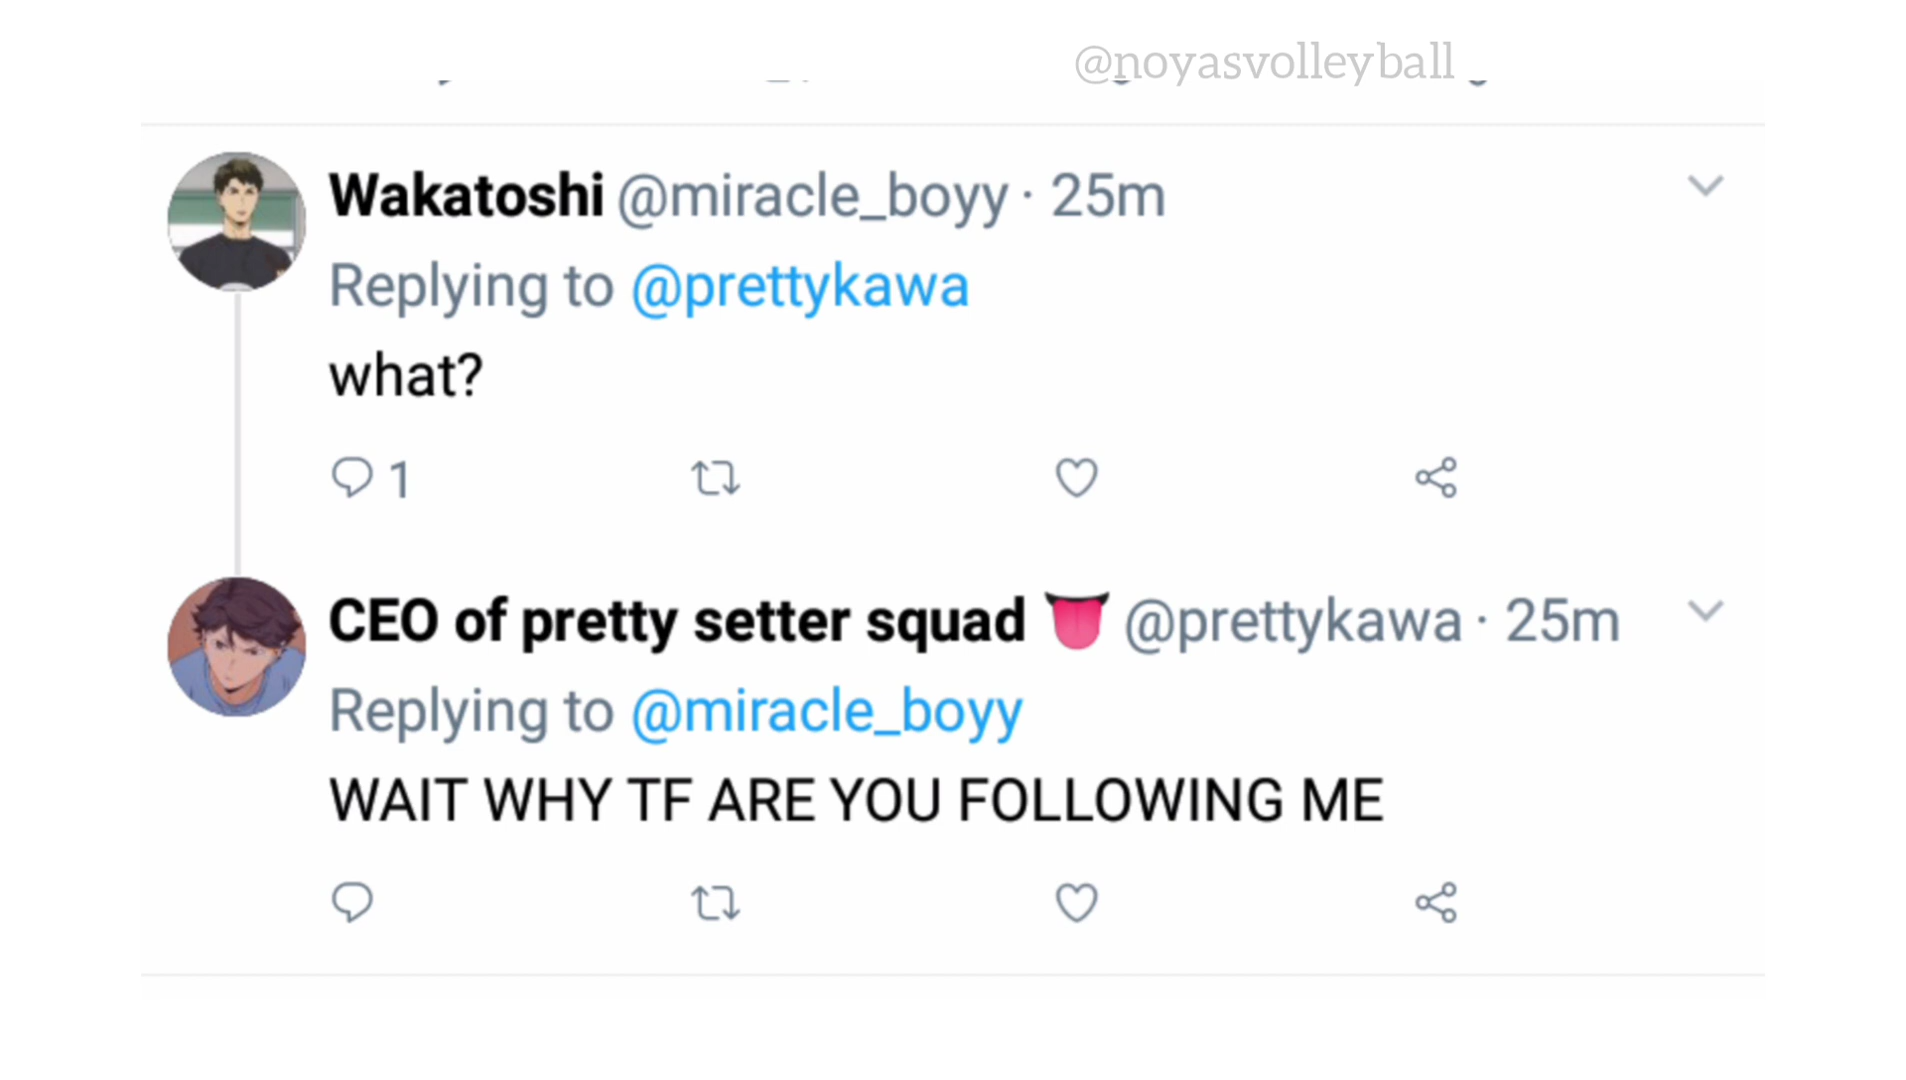 @noyasvolleyball
Wakatoshi @miracle_boyy · 25m
Replying to @prettykawa
what?
1
CEO of pretty setter squad 👅 @prettykawa · 25m
Replying to @miracle_boyy
WAIT WHY TF ARE YOU FOLLOWING ME